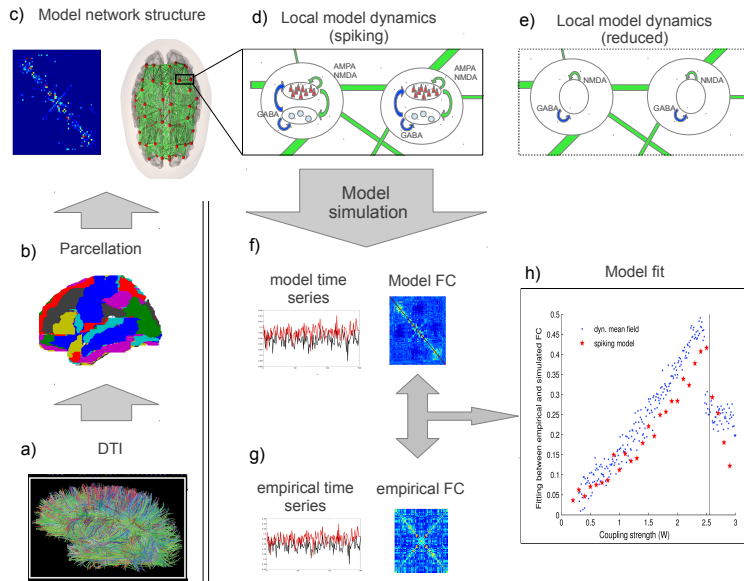 c) Model network structure
d) Local model dynamics
(spiking)
AMPA
NMDA
GABA
AMPA
NMDA
GABA
e) Local model dynamics
(reduced)
NMDA
GABA
NMDA
GABA
Model
simulation
b) Parcellation
a) DTI
f)
model time
series
Model FC
g)
empirical time
series
empirical FC
h) Model fit
Fitting between empirical and simulated FC
0.5
0.45
0.4
0.35
0.3
0.25
0.2
0.15
0.1
0.05
0
dyn. mean field
spiking model
0 0.5 1 1.5 2 2.5 3
Coupling strength (W)